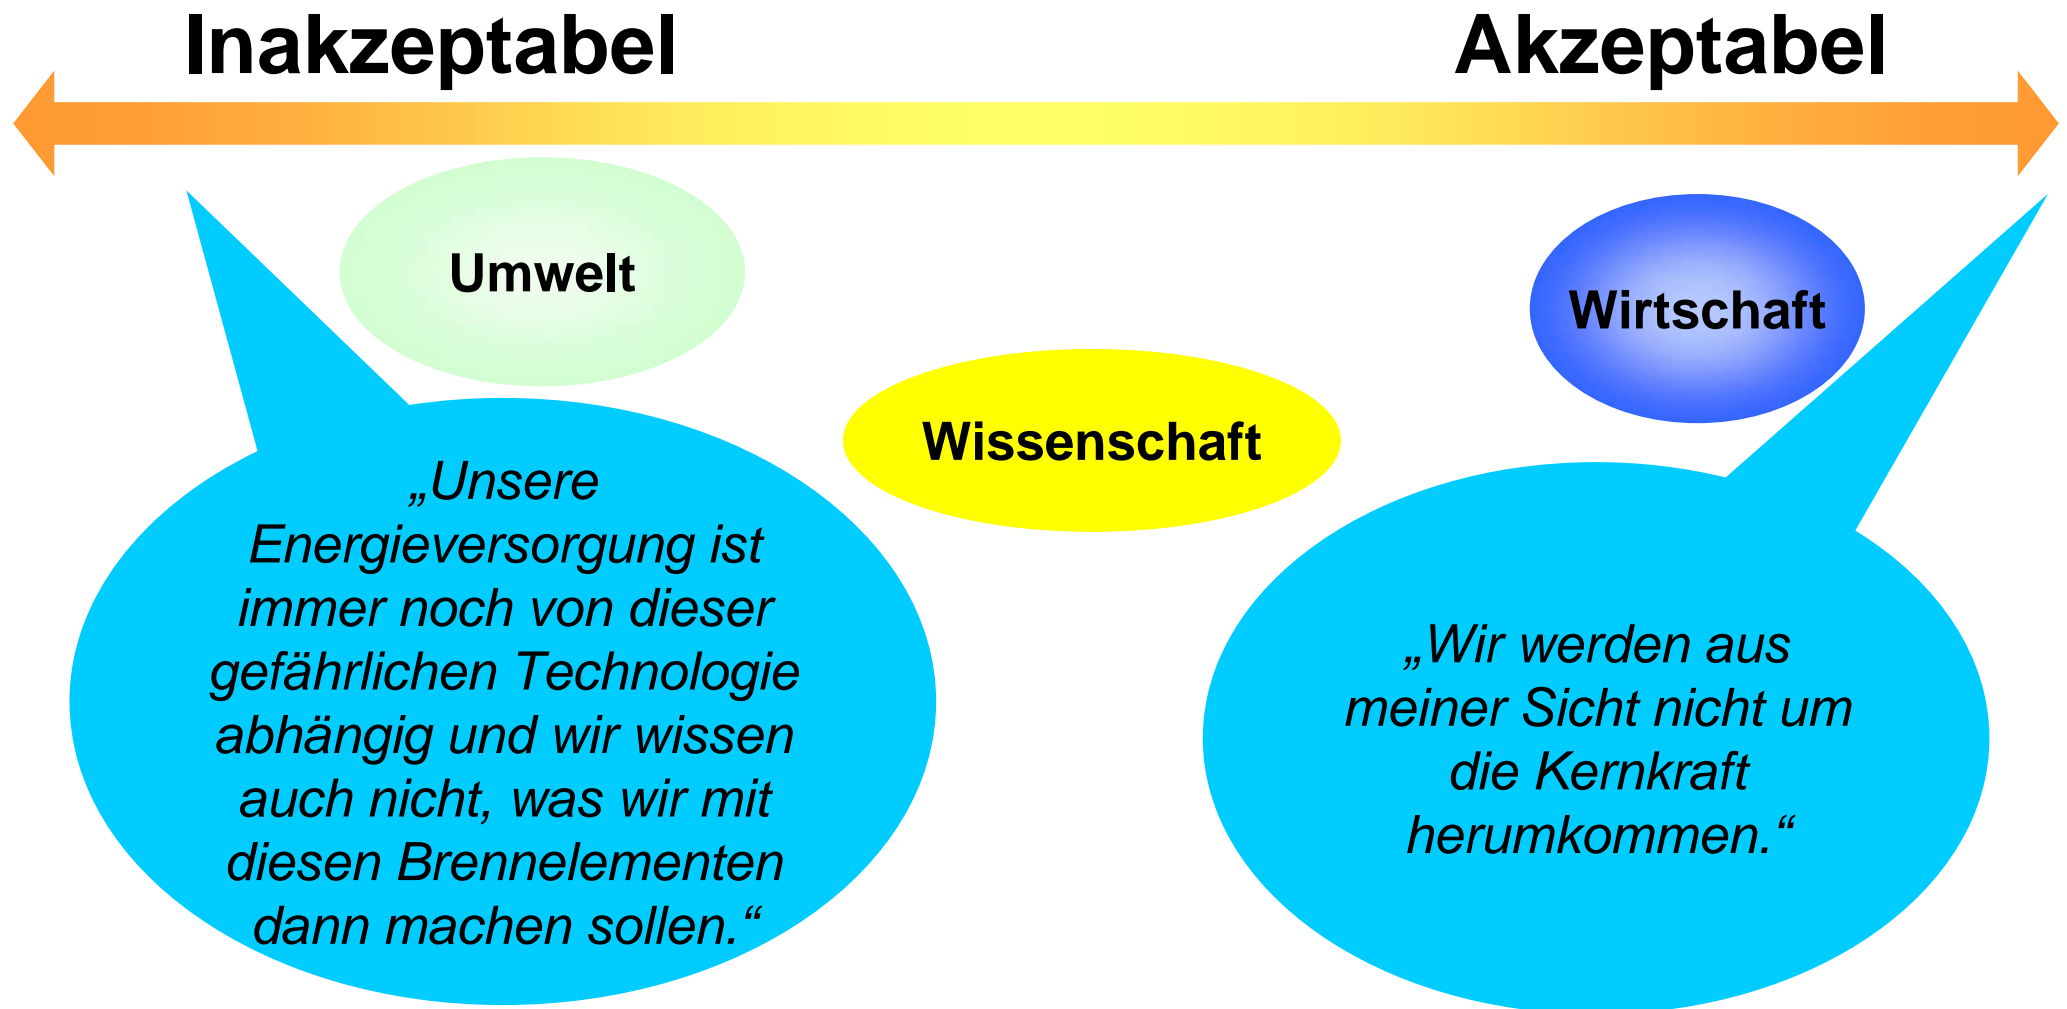 Inakzeptabel
Akzeptabel
Umwelt
Wirtschaft
Wissenschaft
„Unsere
Energieversorgung ist
immer noch von dieser
gefährlichen Technologie
abhängig und wir wissen
auch nicht, was wir mit
diesen Brennelementen
dann machen sollen.“
„Wir werden aus
meiner Sicht nicht um
die Kernkraft
herumkommen.“